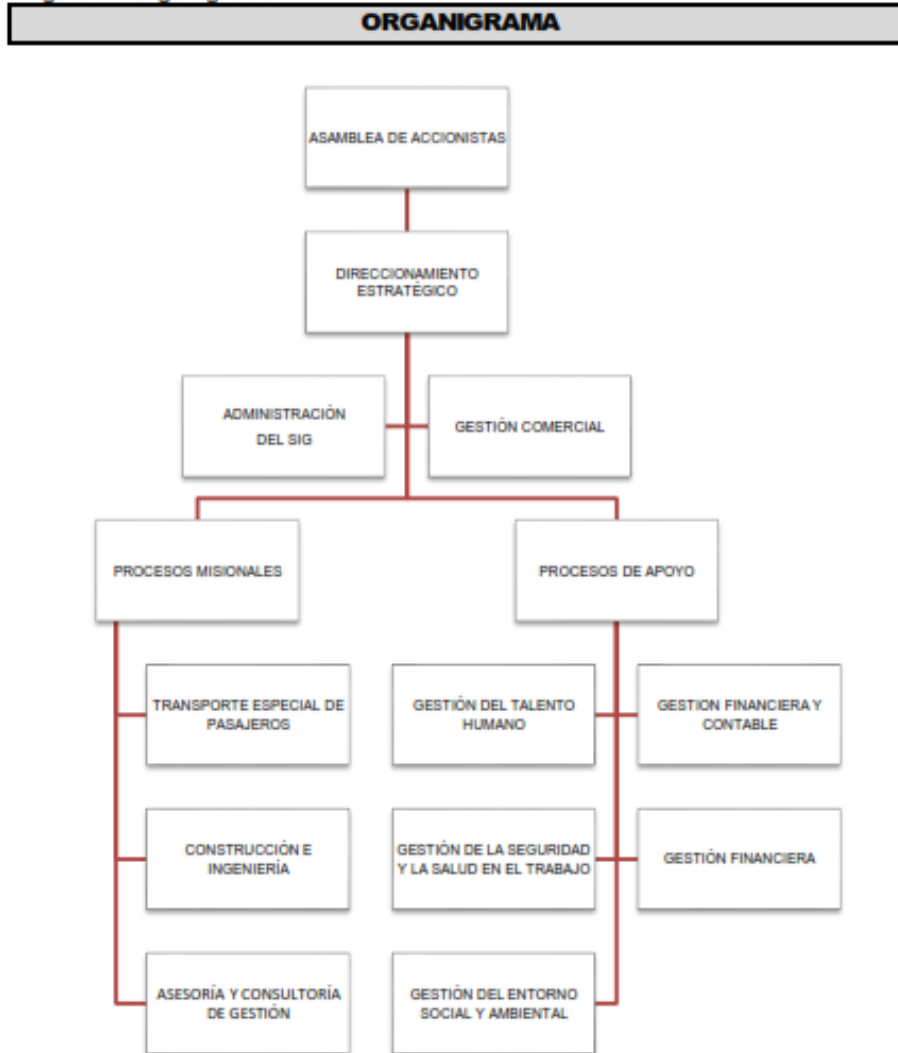 ORGANIGRAMA
ASAMBLEA DE ACCIONISTAS
DIRECCIONAMIENTO
ESTRATÉGICO
ADMINISTRACIÓN
DEL SIG
GESTIÓN COMERCIAL
PROCESOS MISIONALES
PROCESOS DE APOYO
TRANSPORTE ESPECIAL DE
PASAJEROS
GESTIÓN DEL TALENTO
HUMANO
GESTION FINANCIERA Y
CONTABLE
CONSTRUCCIÓN E
INGENIERÍA
GESTIÓN DE LA SEGURIDAD
Y LA SALUD EN EL TRABAJO
GESTIÓN FINANCIERA
ASESORÍA Y CONSULTORÍA
DE GESTIÓN
GESTIÓN DEL ENTORNO
SOCIAL Y AMBIENTAL